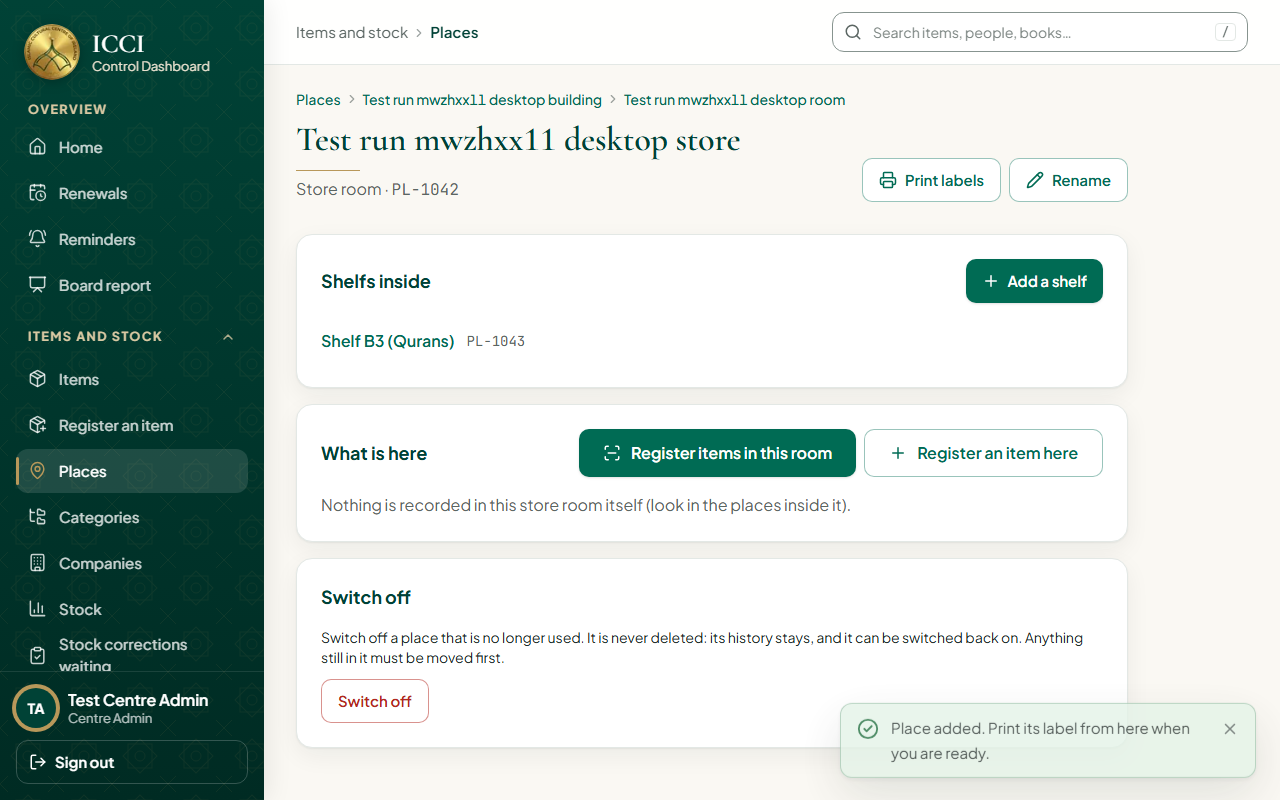 ICCI
Control Dashboard
OVERVIEW
Home
Renewals
Reminders
Board report
ITEMS AND STOCK
Items
Register an item
Places
Categories
Companies
Stock
Stock corrections
waiting
TA
Test Centre Admin
Centre Admin
Sign out
Items and stock > Places
Search items, people, books…
/
Places > Test run mwzhxx11 desktop building > Test run mwzhxx11 desktop room
Test run mwzhxx11 desktop store
Store room · PL-1042
Print labels
Rename
Shelfs inside
Add a shelf
Shelf B3 (Qurans) PL-1043
What is here
Register items in this room
Register an item here
Nothing is recorded in this store room itself (look in the places inside it).
Switch off
Switch off a place that is no longer used. It is never deleted: its history stays, and it can be switched back on. Anything
still in it must be moved first.
Switch off
Place added. Print its label from here when
you are ready.